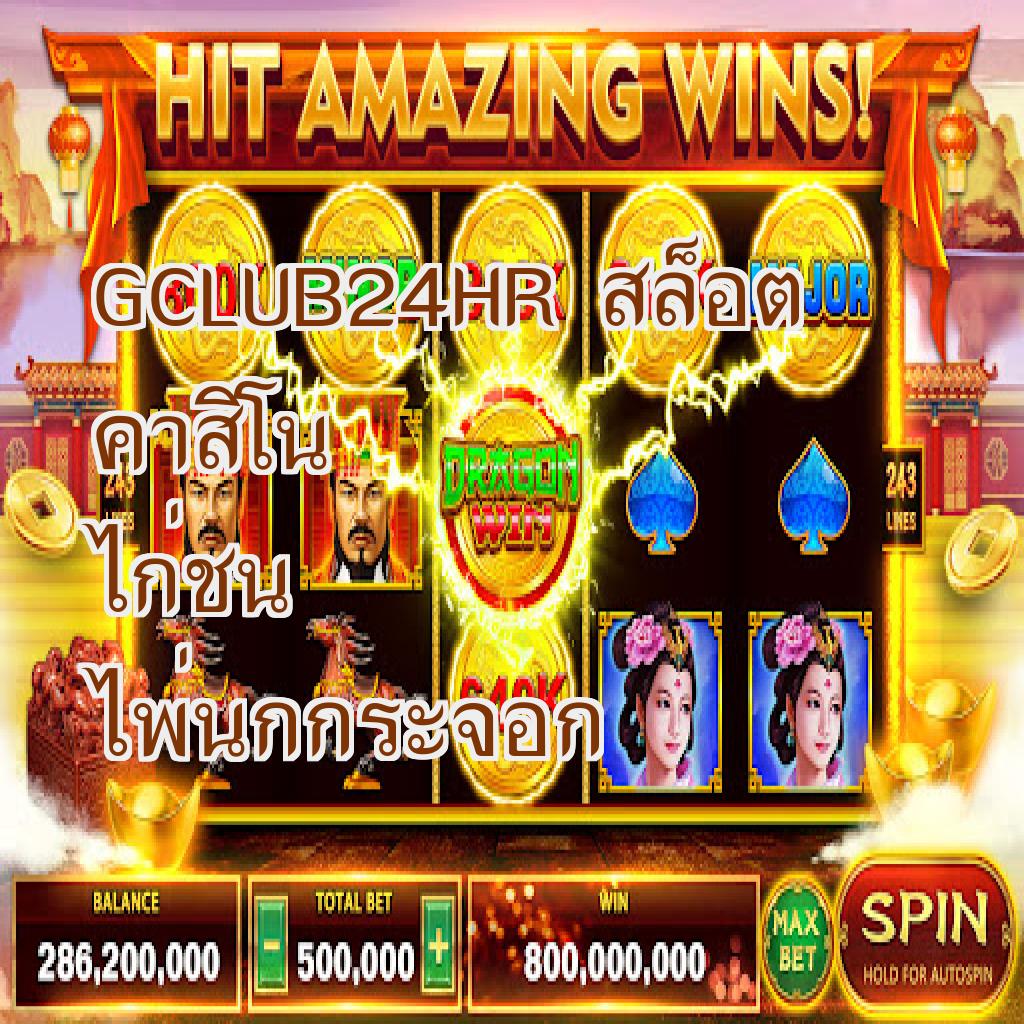 HIT AMAZING WINS!
GCLUB24HR สล็อต
MAJOR
คาสิโน
243 LINES
243 LINES
DRAGON
WIN
ไก่ชน
640K
ไพ่นกกระจอก
BALANCE
TOTAL BET
WIN
286,200,000
- 500,000 +
800,000,000
MAX BET
SPIN
HOLD FOR AUTOSPIN